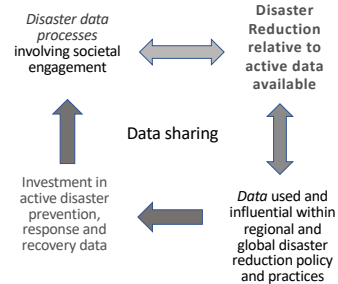 Disaster data
processes
involving societal
engagement
Disaster
Reduction
relative to
active data
available
Data sharing
Investment in
active disaster
prevention,
response and
recovery data
Data used and
influential within
regional and
global disaster
reduction policy
and practices